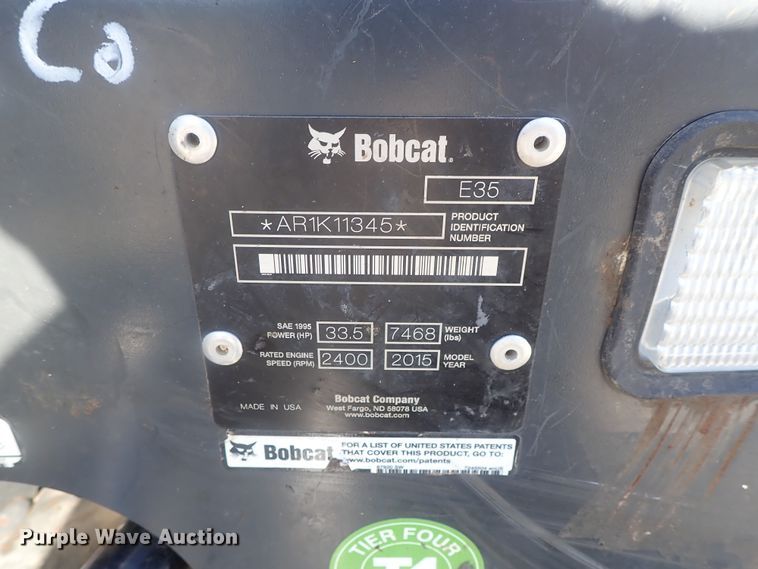 Co
Bobcat
E35
*AR1K11345*
PRODUCT
IDENTIFICATION
NUMBER
SAE 1995
POWER (HP)
33.5
7468
WEIGHT
(lbs)
RATED ENGINE
SPEED (RPM)
2400
2015
MODEL
YEAR
Bobcat Company
MADE IN USA
West Fargo, ND 58078 USA
www.bobcat.com
Bobcat
FOR A LIST OF UNITED STATES PATENTS
THAT COVER THIS PRODUCT, GO TO:
www.bobcat.com/patents
TIER FOUR
Purple Wave Auction